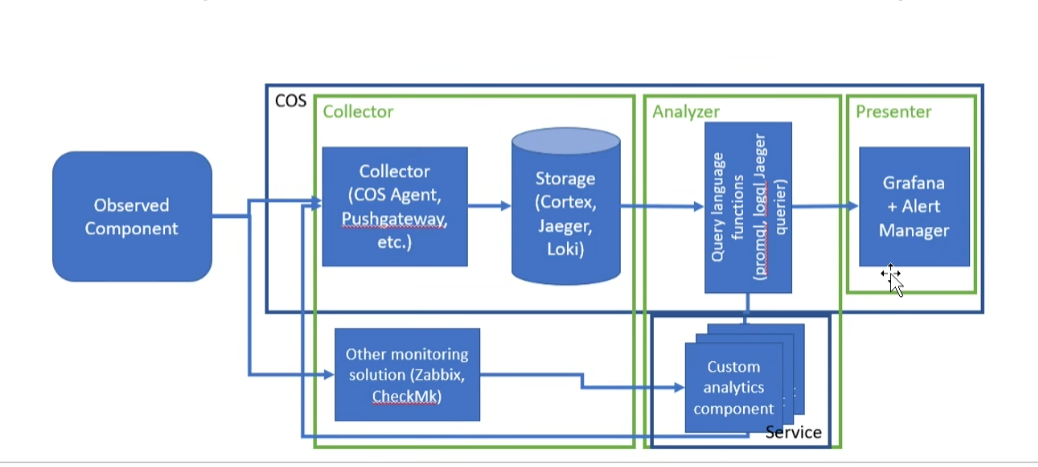 COS
Collector
Analyzer
Presenter
Observed
Component
Collector
(COS Agent,
Pushgateway,
etc.)
Storage
(Cortex,
Jaeger,
Loki)
Query language
functions
(promql, logql Jaeger
querier)
Grafana
+ Alert
Manager
Other monitoring
solution (Zabbix,
CheckMk)
Custom
analytics
component
Service